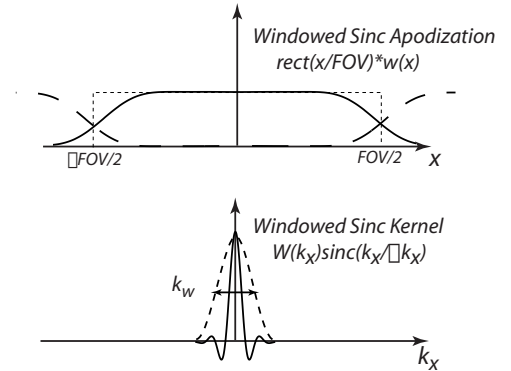 Windowed Sinc Apodization
rect(x/FOV)*w(x)
▯FOV/2
FOV/2
x
Windowed Sinc Kernel
W(kx)sinc(kx/▯kx)
kw
kx